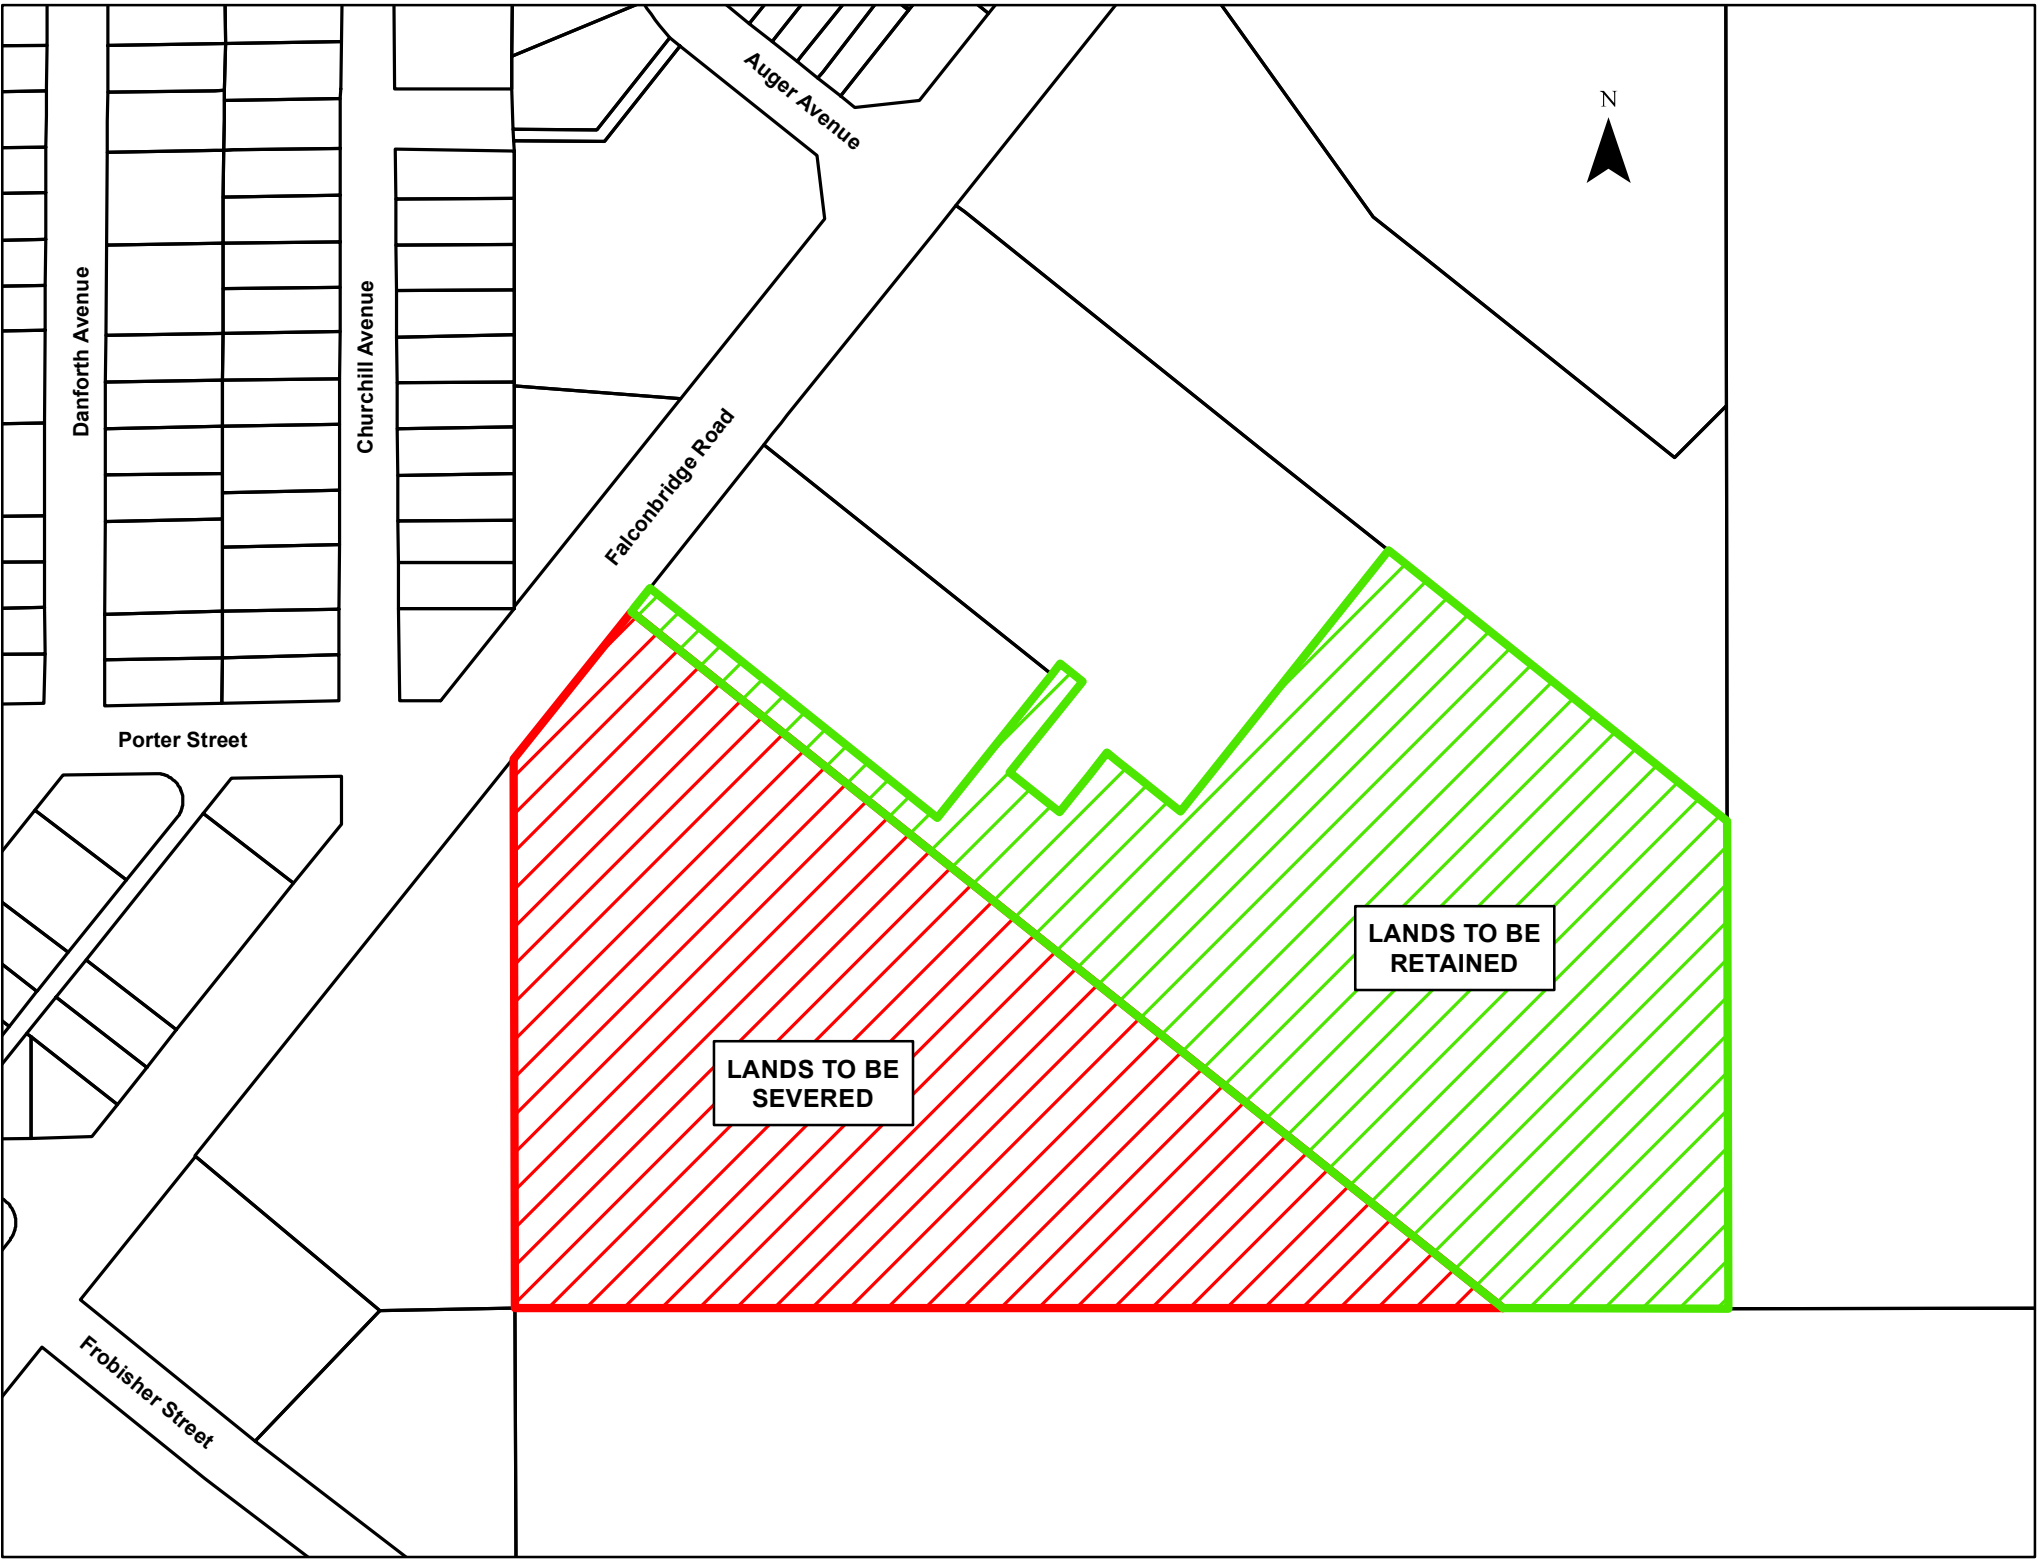 Auger Avenue
N
Danforth Avenue
Churchill Avenue
Falconbridge Road
Porter Street
LANDS TO BE
RETAINED
LANDS TO BE
SEVERED
Frobisher Street